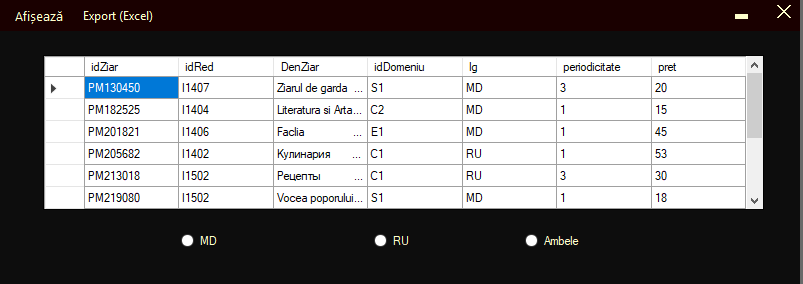 Afișează Export (Excel)
idZiar idRed DenZiar idDomeniu lg periodicitate pret
PM130450 I1407 Ziarul de garda ... S1 MD 3 20
PM182525 I1404 Literatura si Arta... C2 MD 1 15
PM201821 I1406 Faclia ... E1 MD 1 45
PM205682 I1402 Кулинария ... C1 RU 1 53
PM213018 I1502 Рецепты ... C1 RU 3 30
PM219080 I1502 Vocea poporului... S1 MD 1 18
MD RU Ambele